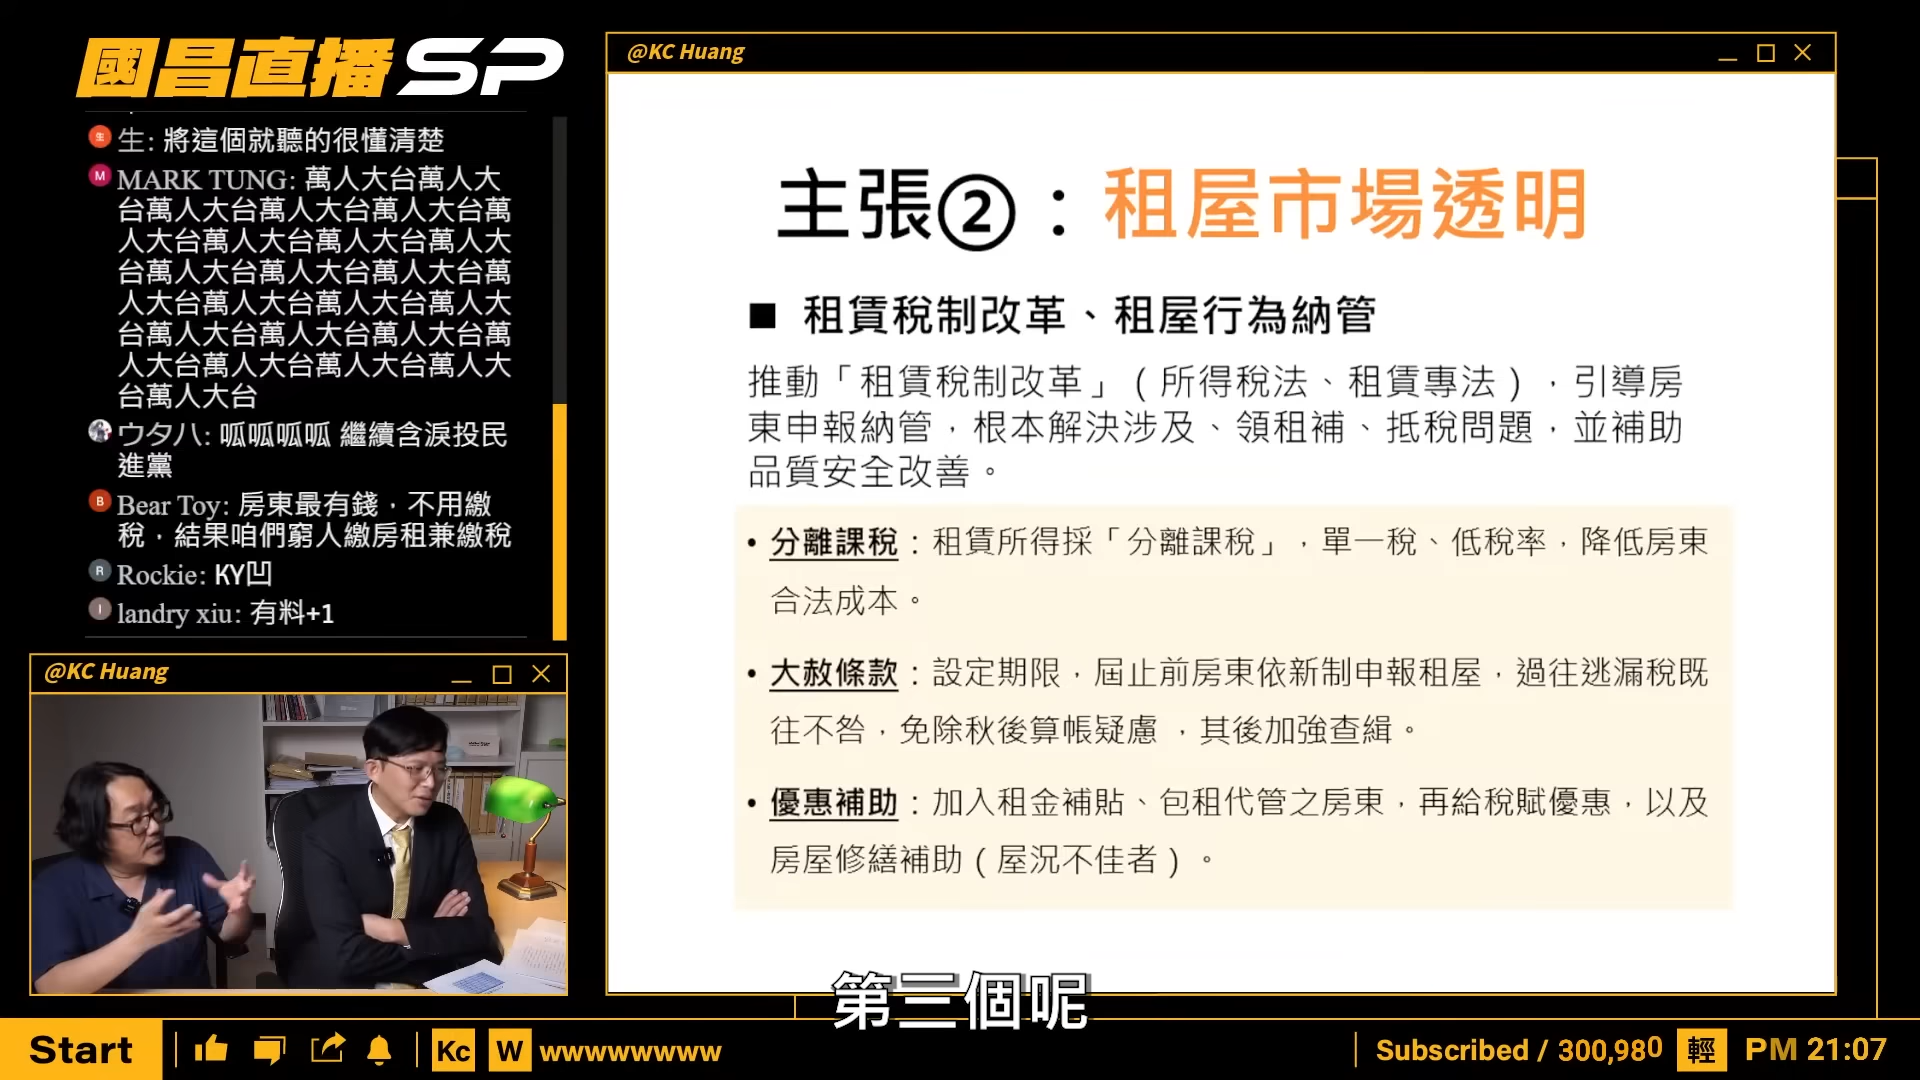 國昌直播SP
生: 將這個就聽的很懂清楚
MARK TUNG: 萬人大台萬人大
台萬人大台萬人大台萬人大台萬
人大台萬人大台萬人大台萬人大
台萬人大台萬人大台萬人大台萬
人大台萬人大台萬人大台萬人大
台萬人大台萬人大台萬人大台萬
人大台萬人大台萬人大台萬人大
台萬人大台
ウタハ: 呱呱呱呱 繼續含淚投民
進黨
Bear Toy: 房東最有錢，不用繳
稅，結果咱們窮人繳房租兼繳稅
Rockie: KY凹
landry xiu: 有料+1
@KC Huang
@KC Huang
主張②：租屋市場透明
■ 租賃稅制改革、租屋行為納管
推動「租賃稅制改革」（所得稅法、租賃專法），引導房
東申報納管，根本解決涉及、領租補、抵稅問題，並補助
品質安全改善。
• 分離課稅：租賃所得採「分離課稅」，單一稅、低稅率，降低房東
合法成本。
• 大赦條款：設定期限，屆止前房東依新制申報租屋，過往逃漏稅既
往不咎，免除秋後算帳疑慮，其後加強查緝。
• 優惠補助：加入租金補貼、包租代管之房東，再給稅賦優惠，以及
房屋修繕補助（屋況不佳者）。
第三個呢
Start
Kc W wwwwwwwww
Subscribed / 300,980 輕 PM 21:07